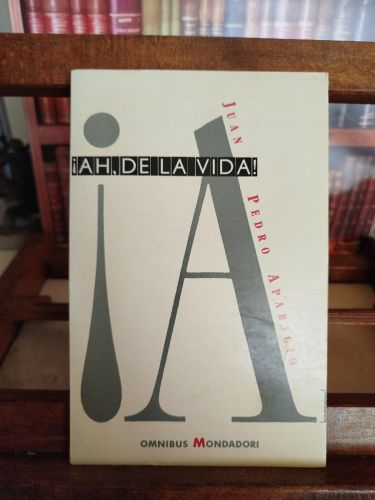 ¡A
¡AH, DE LA VIDA!
JUAN PEDRO APARICIO
OMNIBUS MONDADORI